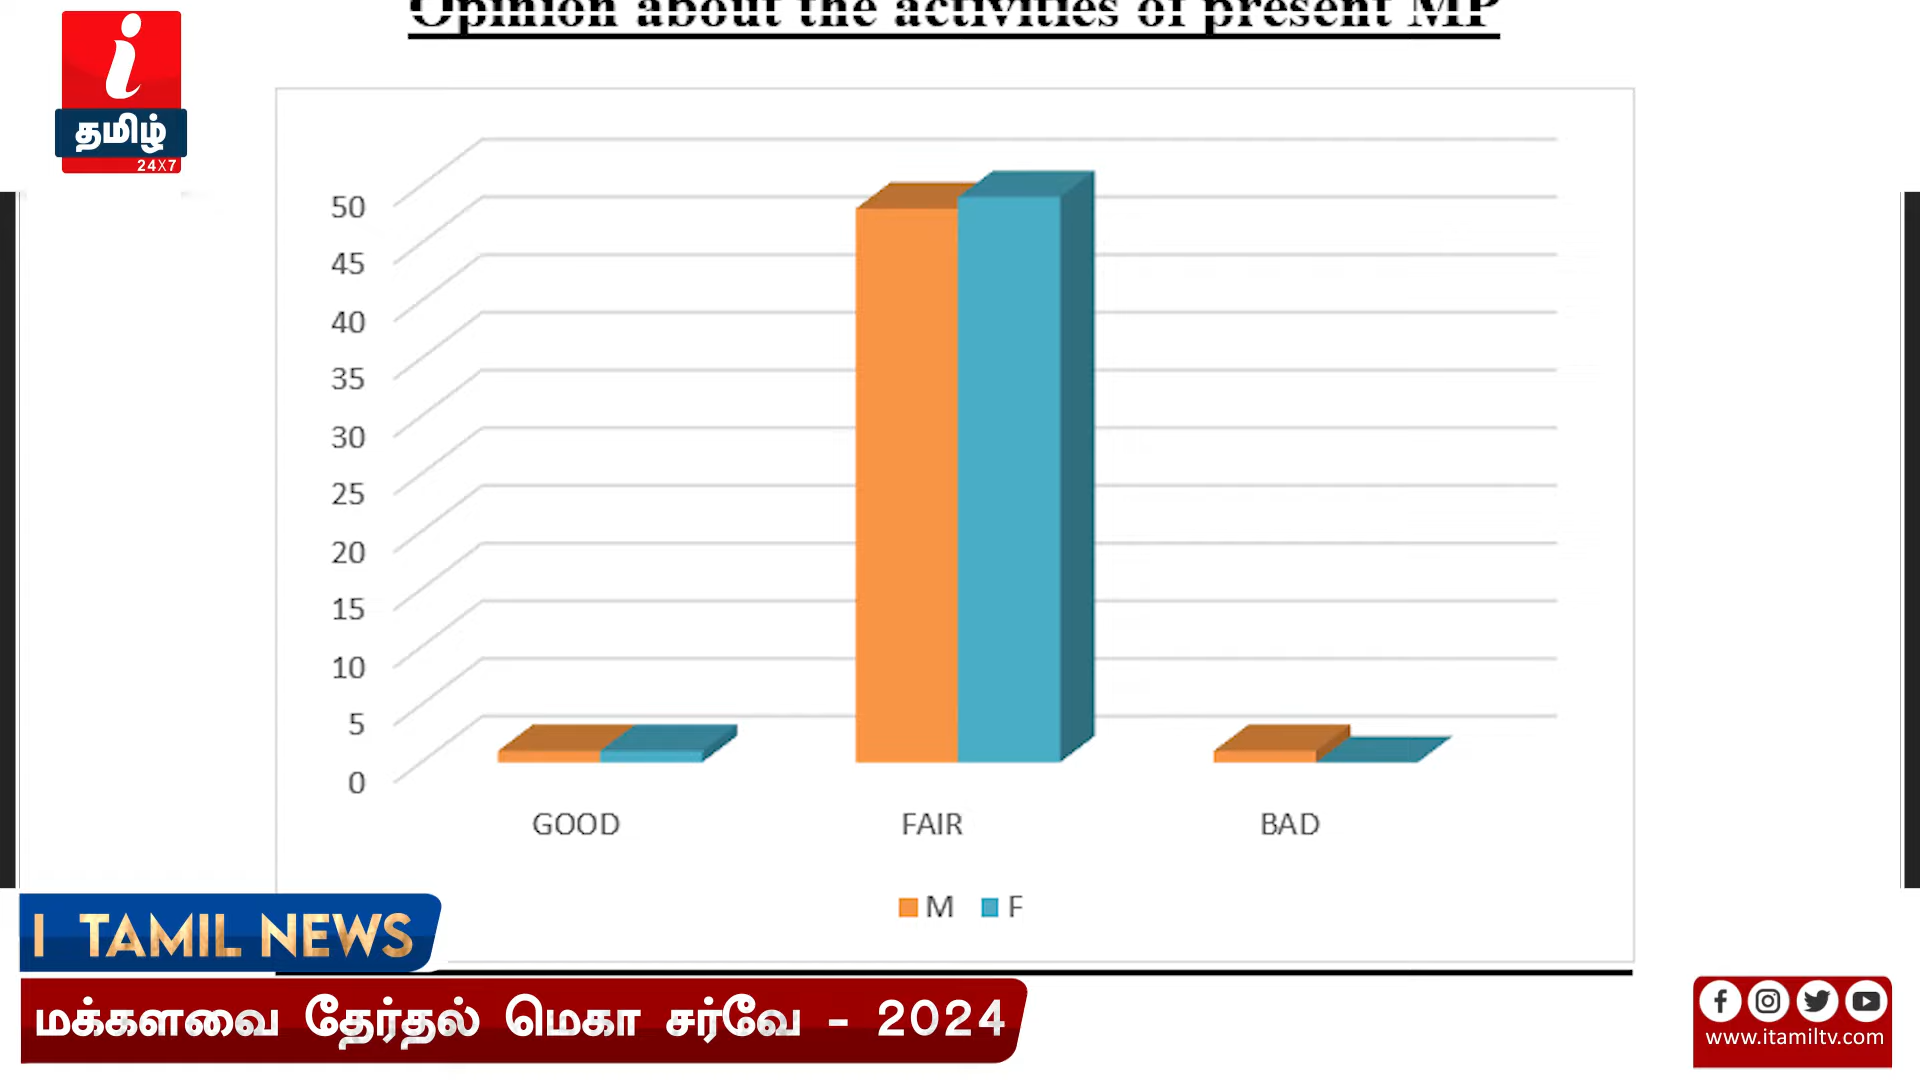 Opinion about the activities of present MP
i
தமிழ்
24X7
50
45
40
35
30
25
20
15
10
5
0
GOOD FAIR BAD
M F
I TAMIL NEWS
மக்களவை தேர்தல் மெகா சர்வே - 2024
www.itamiltv.com